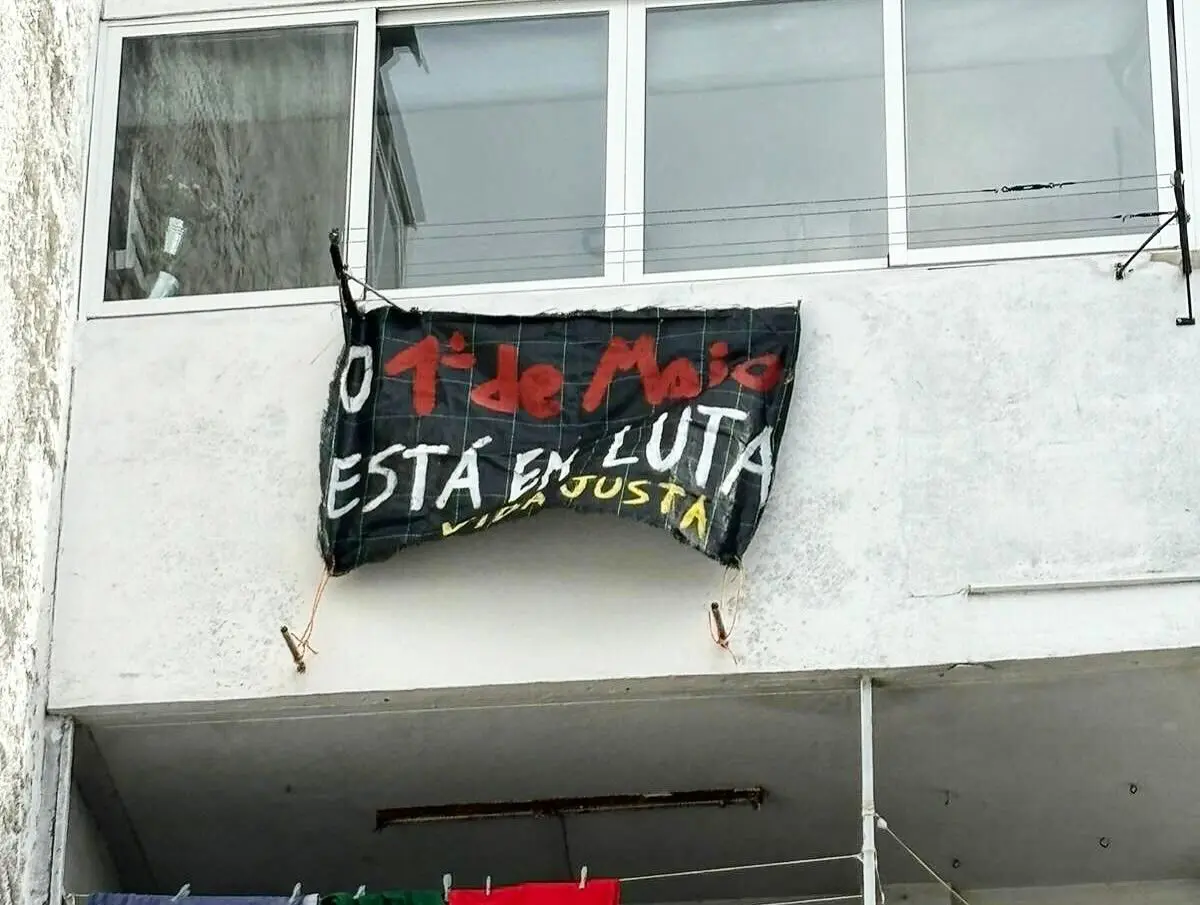 O 1º de Maio
ESTÁ EM LUTA
VIDA JUSTA